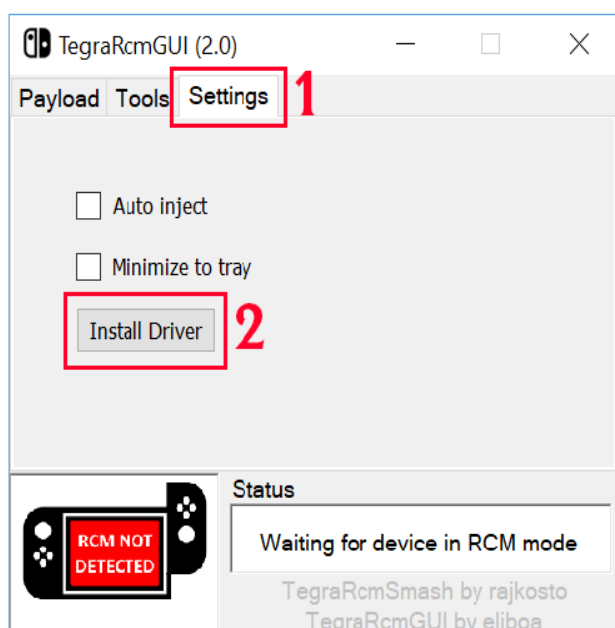 TegraRcmGUI (2.0)
Payload Tools Settings 1
Auto inject
Minimize to tray
Install Driver 2
Status
RCM NOT
DETECTED
Waiting for device in RCM mode
TegraRcmSmash by rajkosto
TegraRcmGUI by eliboa